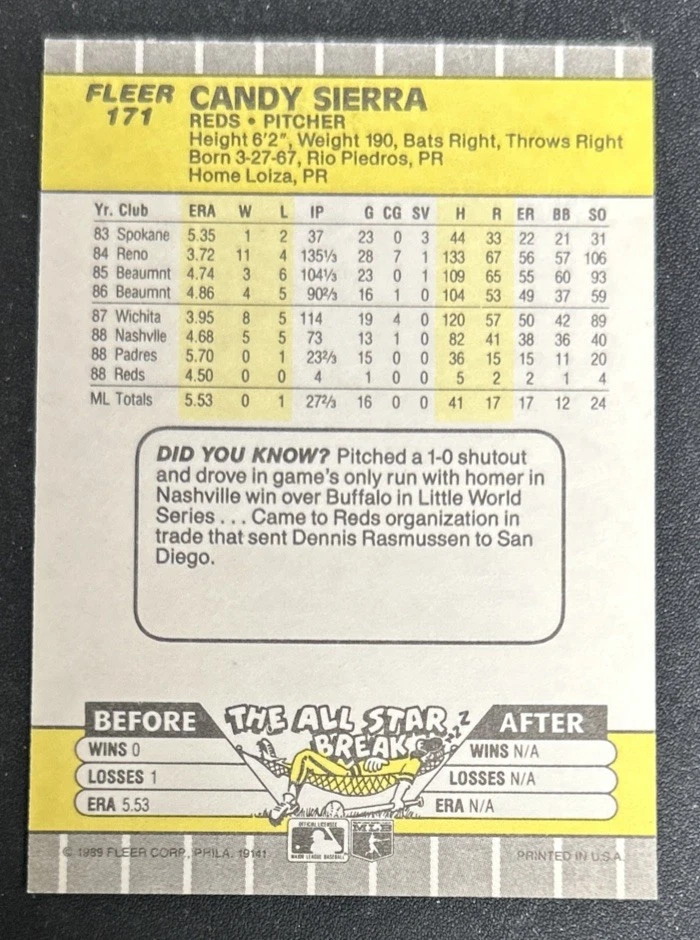 FLEER
171
CANDY SIERRA
REDS • PITCHER
Height 6'2", Weight 190, Bats Right, Throws Right
Born 3-27-67, Rio Piedros, PR
Home Loiza, PR
Yr. Club ERA W L IP G CG SV H R ER BB SO
83 Spokane 5.35 1 2 37 23 0 3 44 33 22 21 31
84 Reno 3.72 11 4 135⅓ 28 7 1 133 67 56 57 106
85 Beaumnt 4.74 3 6 104⅓ 23 0 1 109 65 55 60 93
86 Beaumnt 4.86 4 5 90⅔ 16 1 0 104 53 49 37 59
87 Wichita 3.95 8 5 114 19 4 0 120 57 50 42 89
88 Nashvlle 4.68 5 5 73 13 1 0 82 41 38 36 40
88 Padres 5.70 0 1 23⅔ 15 0 0 36 15 15 11 20
88 Reds 4.50 0 0 4 1 0 0 5 2 2 1 4
ML Totals 5.53 0 1 27⅔ 16 0 0 41 17 17 12 24
DID YOU KNOW? Pitched a 1-0 shutout
and drove in game's only run with homer in
Nashville win over Buffalo in Little World
Series . . . Came to Reds organization in
trade that sent Dennis Rasmussen to San
Diego.
BEFORE THE ALL STAR BREAK AFTER
ZZZ
WINS 0 WINS N/A
LOSSES 1 LOSSES N/A
ERA 5.53 ERA N/A
OFFICIAL LICENSEE
MAJOR LEAGUE BASEBALL
MLB
© 1989 FLEER CORP., PHILA. 19141 PRINTED IN U.S.A.